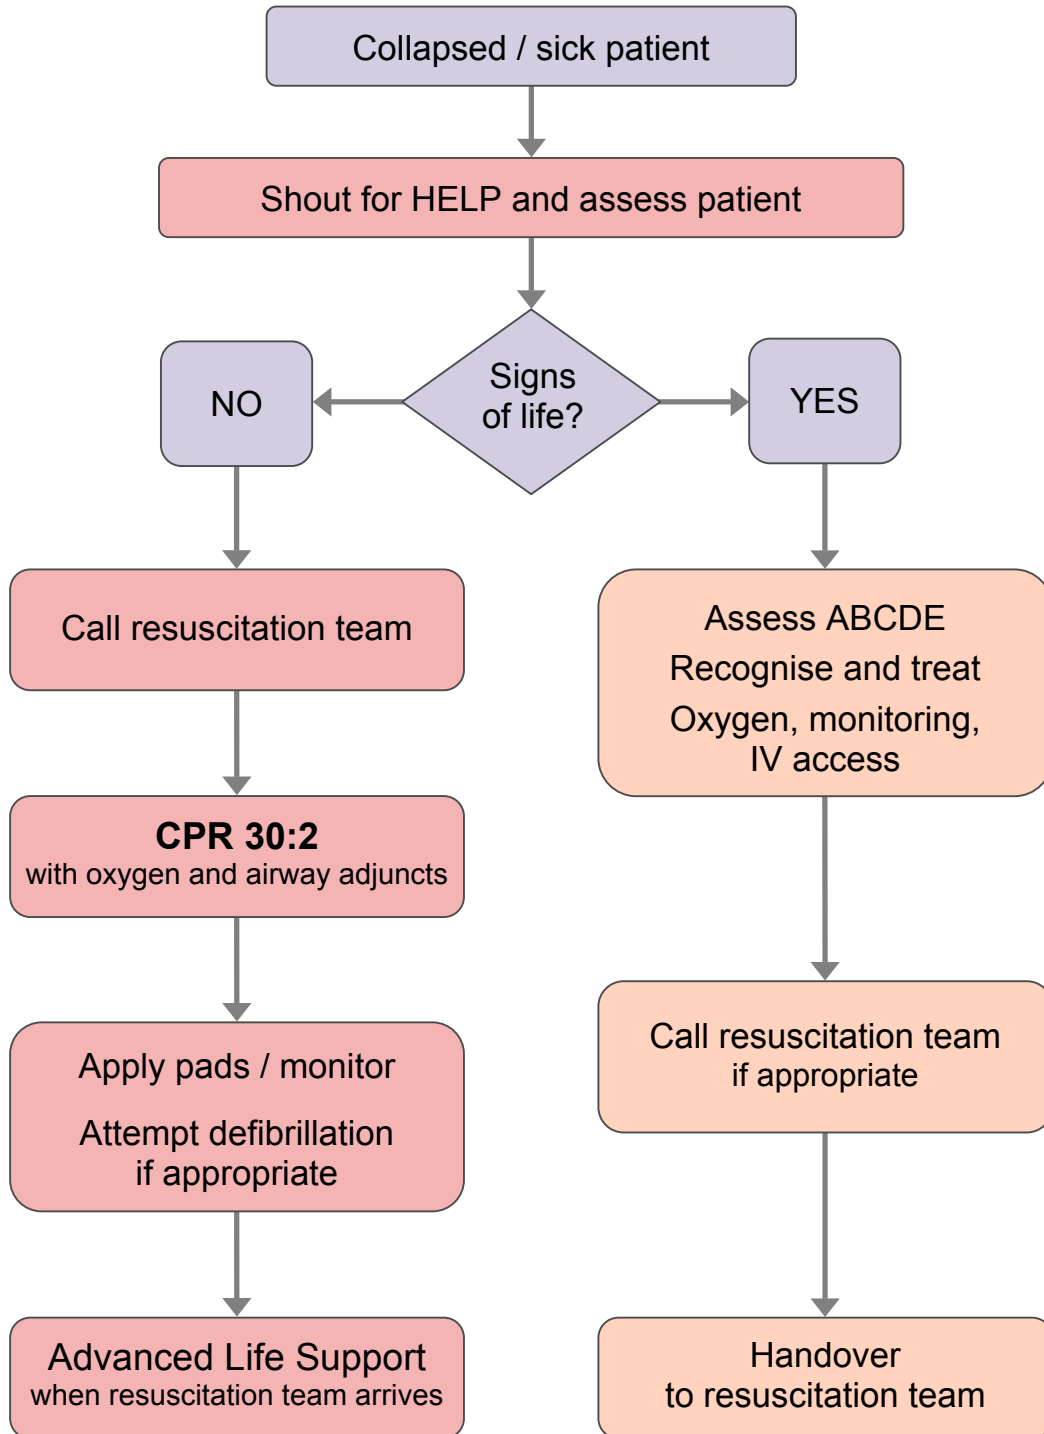 Collapsed / sick patient
Shout for HELP and assess patient
Signs
of life?
NO
YES
Call resuscitation team
CPR 30:2
with oxygen and airway adjuncts
Apply pads / monitor
Attempt defibrillation
if appropriate
Advanced Life Support
when resuscitation team arrives
Assess ABCDE
Recognise and treat
Oxygen, monitoring,
IV access
Call resuscitation team
if appropriate
Handover
to resuscitation team